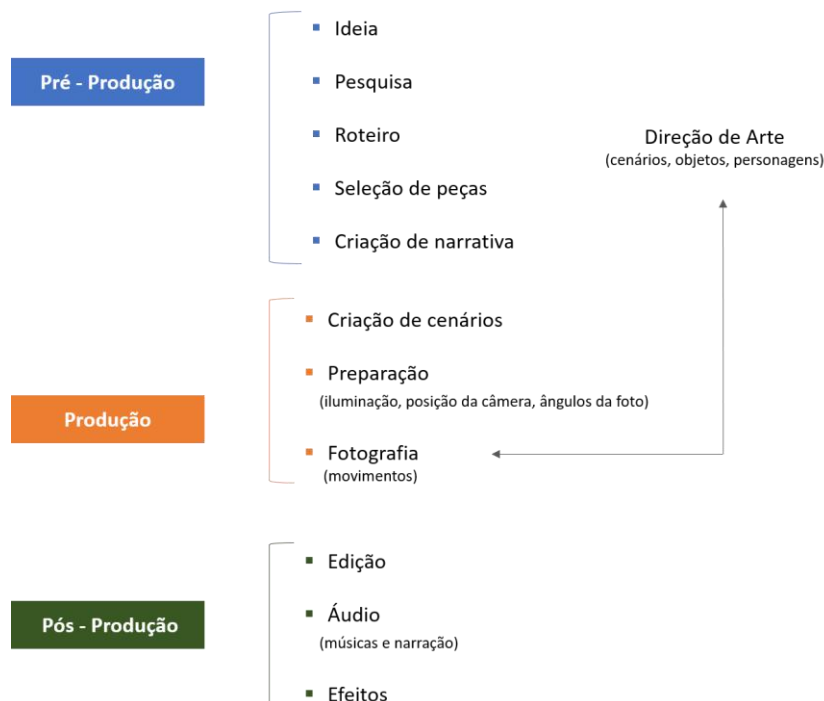 Pré - Produção
Ideia
Pesquisa
Roteiro
Seleção de peças
Criação de narrativa
Direção de Arte
(cenários, objetos, personagens)
Produção
Criação de cenários
Preparação
(iluminação, posição da câmera, ângulos da foto)
Fotografia
(movimentos)
Pós - Produção
Edição
Áudio
(músicas e narração)
Efeitos